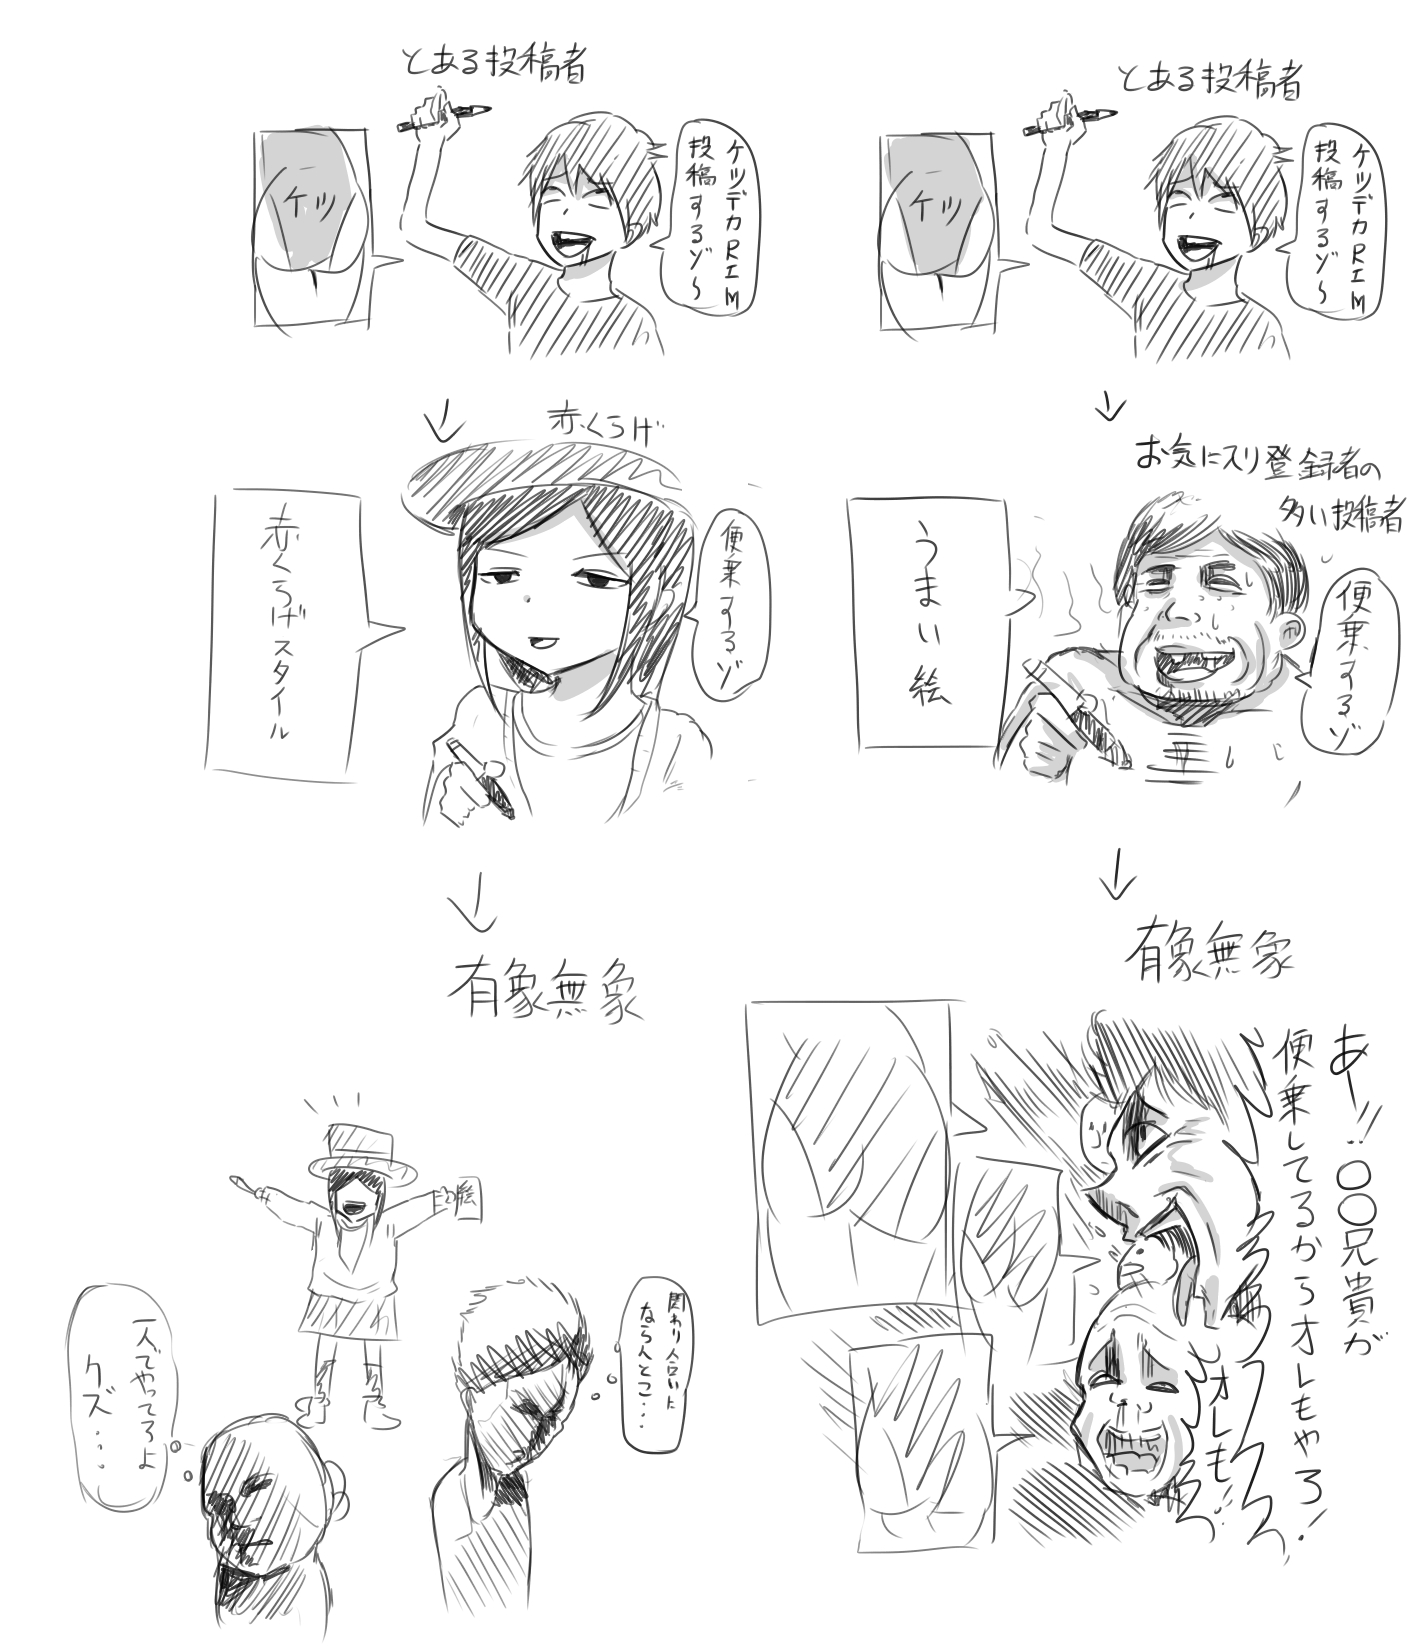 とある投稿者
ケツデカRIM
投稿するゾ～
ケツ
お気に入り登録者の
多い投稿者
便乗するゾ
うまい絵
有象無象
あー!!〇〇兄貴が
便乗してるからオレもやろ!
オレも!!
とある投稿者
ケツデカRIM
投稿するゾ～
ケツ
赤くらげ
便乗するゾ
赤くらげスタイル
有象無象
絵
関わり合いに
ならんとこ...
一人でやってろよ
クズ....